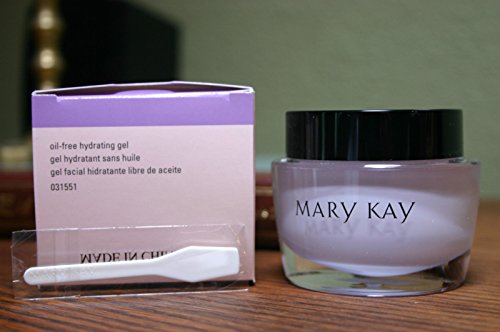 oil-free hydrating gel
gel hydratant sans huile
gel facial hidratante libre de aceite
031551
MADE IN CHI
MARY KAY